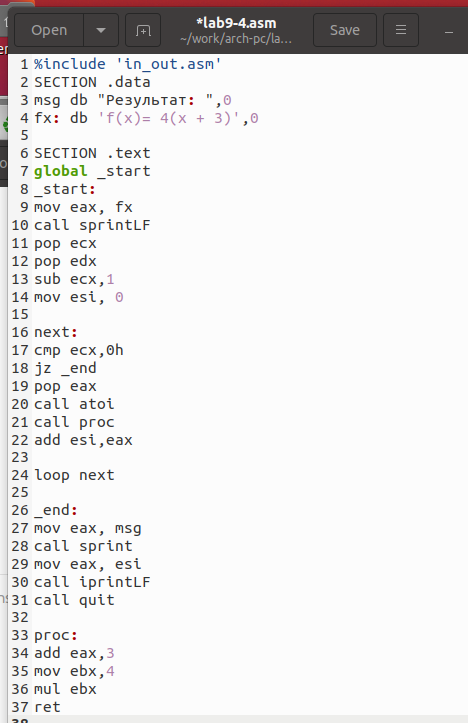 Open
*lab9-4.asm
~/work/arch-pc/la...
Save
1 %include 'in_out.asm'
2 SECTION .data
3 msg db "Результат: ",0
4 fx: db 'f(x)= 4(x + 3)',0
5
6 SECTION .text
7 global _start
8 _start:
9 mov eax, fx
10 call sprintLF
11 pop ecx
12 pop edx
13 sub ecx,1
14 mov esi, 0
15
16 next:
17 cmp ecx,0h
18 jz _end
19 pop eax
20 call atoi
21 call proc
22 add esi,eax
23
24 loop next
25
26 _end:
27 mov eax, msg
28 call sprint
29 mov eax, esi
30 call iprintLF
31 call quit
32
33 proc:
34 add eax,3
35 mov ebx,4
36 mul ebx
37 ret
38